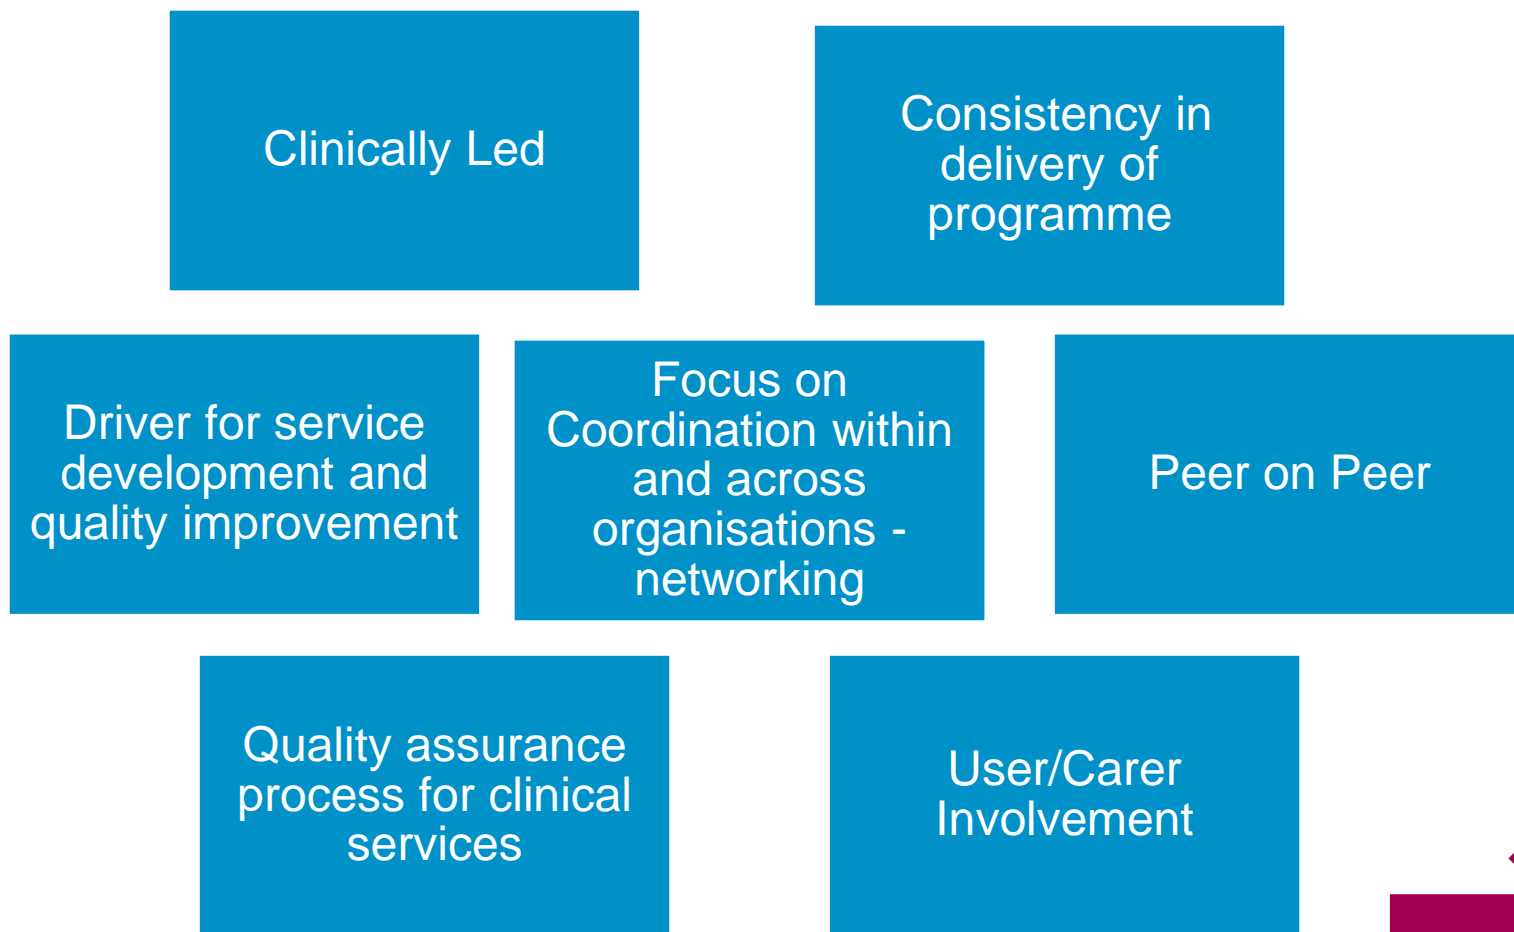 Clinically Led
Consistency in
delivery of
programme
Driver for service
development and
quality improvement
Focus on
Coordination within
and across
organisations -
networking
Peer on Peer
Quality assurance
process for clinical
services
User/Carer
Involvement